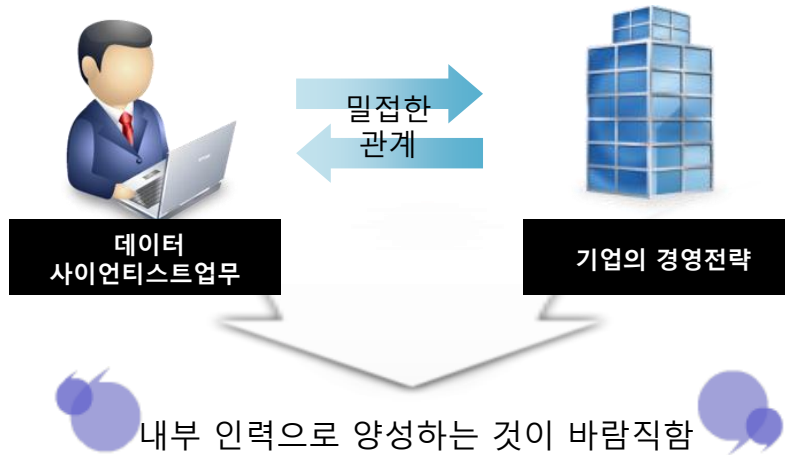 밀접한
관계
데이터
사이언티스트업무
기업의 경영전략
내부 인력으로 양성하는 것이 바람직함